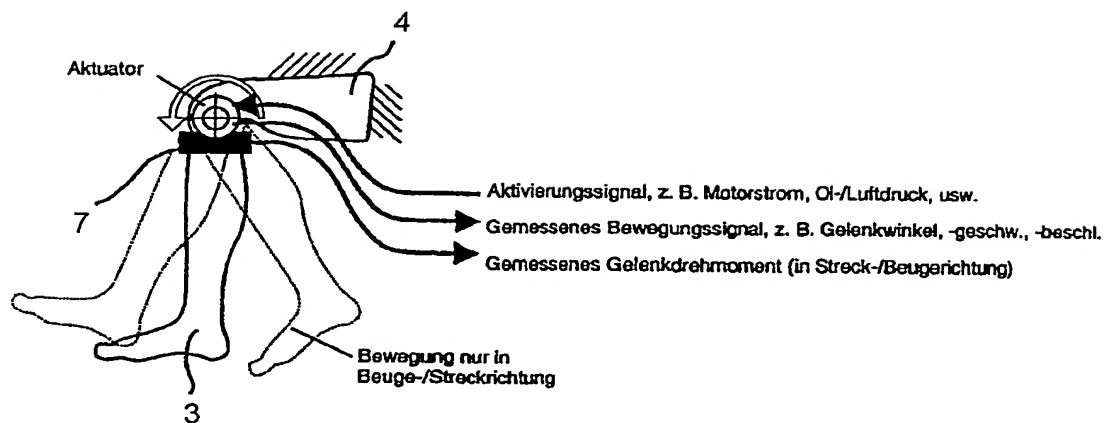 4
Aktuator
Aktivierungssignal, z. B. Motorstrom, Ol-/Luftdruck, usw.
7
Gemessenes Bewegungssignal, z. B. Gelenkwinkel, -geschw., -beschl.
Gemessenes Gelenkdrehmoment (in Streck-/Beugerichtung)
Bewegung nur in
Beuge-/Streckrichtung
3